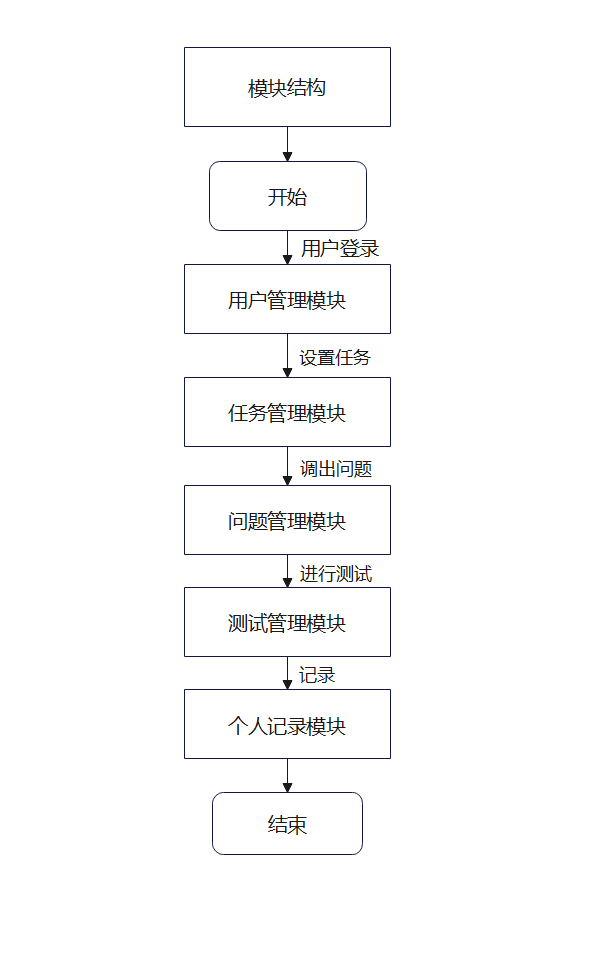 模块结构
开始
用户登录
用户管理模块
设置任务
任务管理模块
调出问题
问题管理模块
进行测试
测试管理模块
记录
个人记录模块
结束